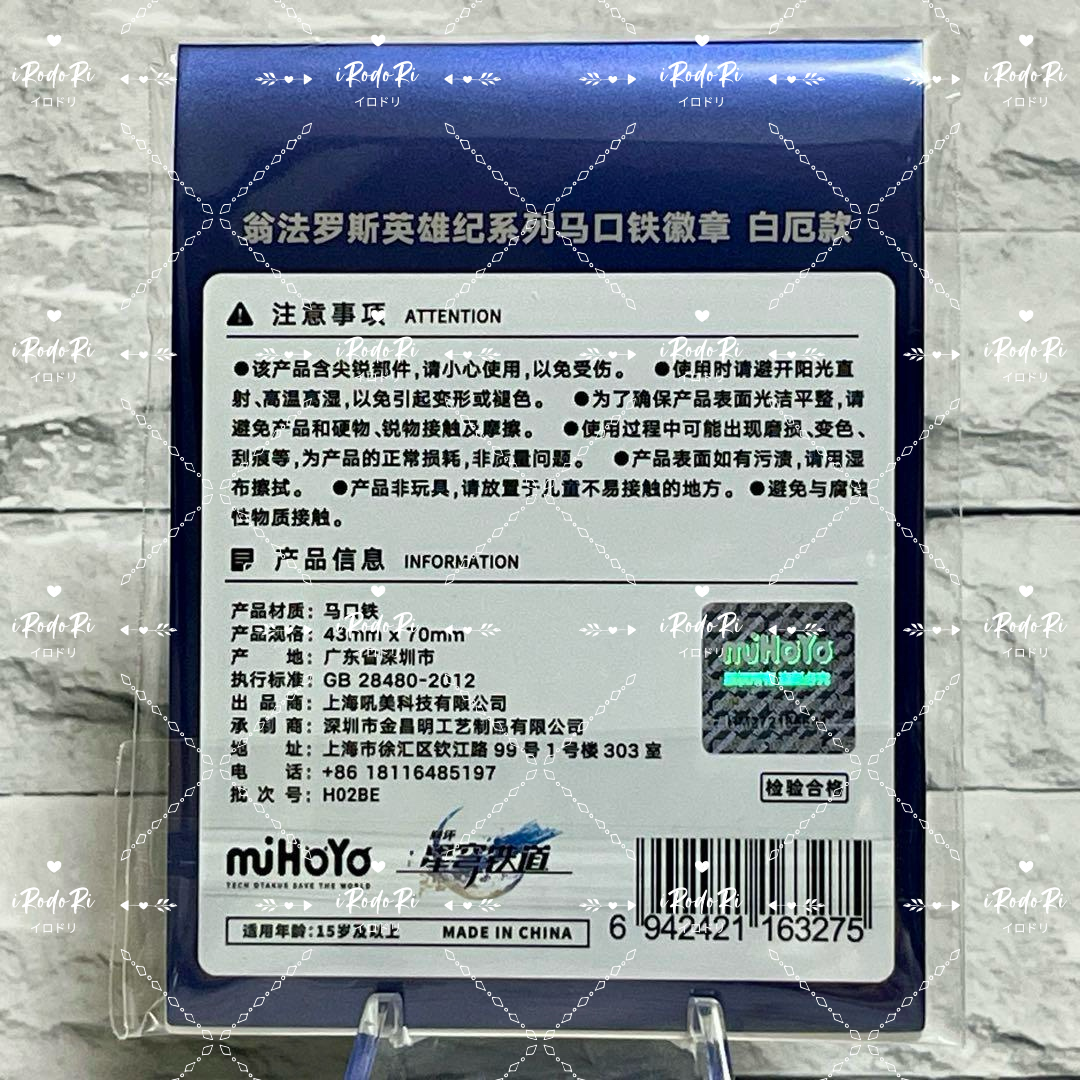 翁法罗斯英雄纪系列马口铁徽章 白厄款
注意事项 ATTENTION
●该产品含尖锐部件,请小心使用,以免受伤。 ●使用时请避开阳光直
射、高温高湿,以免引起变形或褪色。 ●为了确保产品表面光洁平整,请
避免产品和硬物、锐物接触及摩擦。 ●使用过程中可能出现磨损、变色、
刮痕等,为产品的正常损耗,非质量问题。 ●产品表面如有污渍,请用湿
布擦拭。 ●产品非玩具,请放置于儿童不易接触的地方。 ●避免与腐蚀
性物质接触。
产品信息 INFORMATION
产品材质: 马口铁
产品规格: 43mm x 70mm
产 地: 广东省深圳市
执行标准: GB 28480-2012
出 品 商: 上海吼美科技有限公司
承 制 商: 深圳市金昌明工艺制品有限公司
地 址: 上海市徐汇区钦江路 99 号 1 号楼 303 室
电 话: +86 18116485197
批 次 号: H02BE
miHoYo
检验合格
miHoYo
TECH OTAKUS SAVE THE WORLD
崩坏
星穹铁道
适用年龄:15岁及以上 MADE IN CHINA
6 942421 163275
iRodoRi
イロドリ